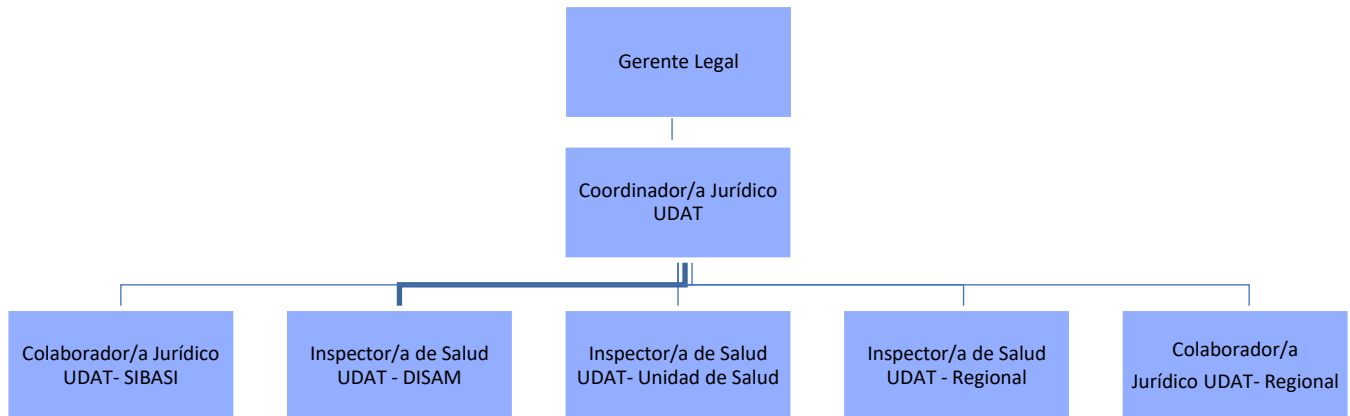 Gerente Legal
Coordinador/a Jurídico
UDAT
Colaborador/a Jurídico
UDAT- SIBASI
Inspector/a de Salud
UDAT - DISAM
Inspector/a de Salud
UDAT- Unidad de Salud
Inspector/a de Salud
UDAT - Regional
Colaborador/a
Jurídico UDAT- Regional